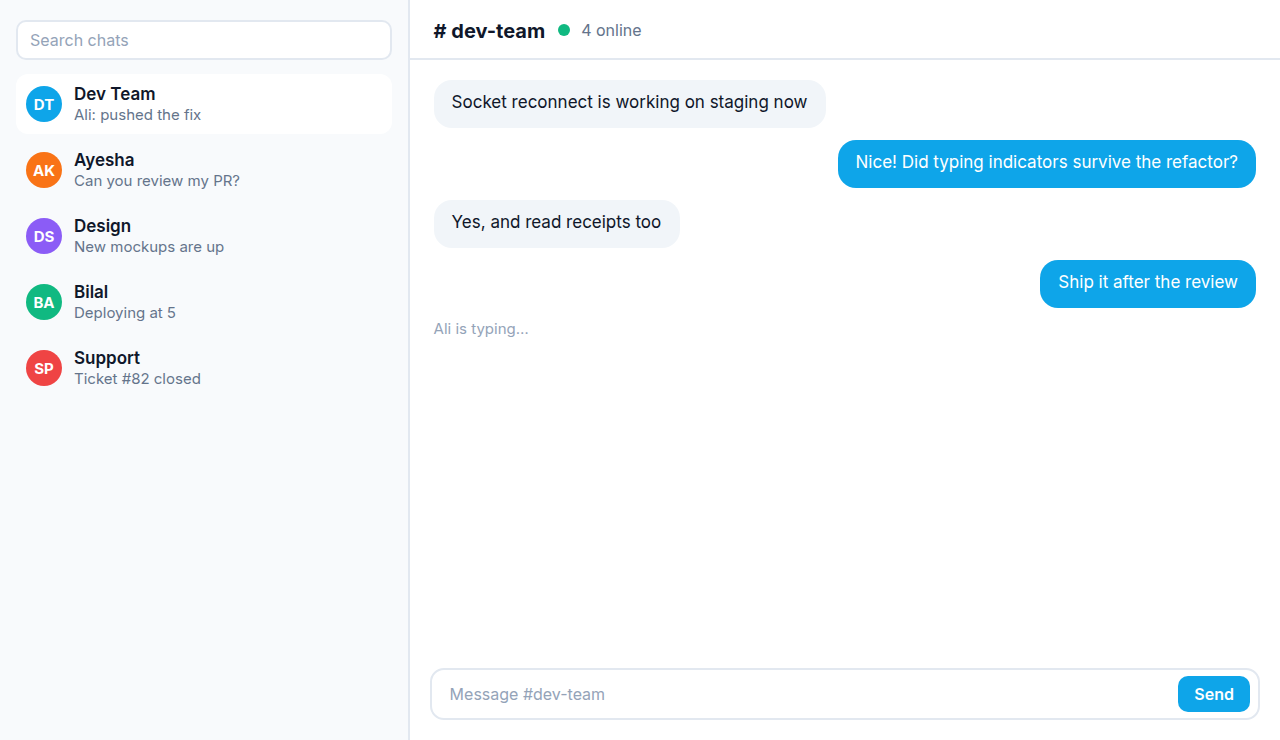 Search chats
DT
Dev Team
Ali: pushed the fix
AK
Ayesha
Can you review my PR?
DS
Design
New mockups are up
BA
Bilal
Deploying at 5
SP
Support
Ticket #82 closed
# dev-team
4 online
Socket reconnect is working on staging now
Nice! Did typing indicators survive the refactor?
Yes, and read receipts too
Ship it after the review
Ali is typing...
Message #dev-team
Send